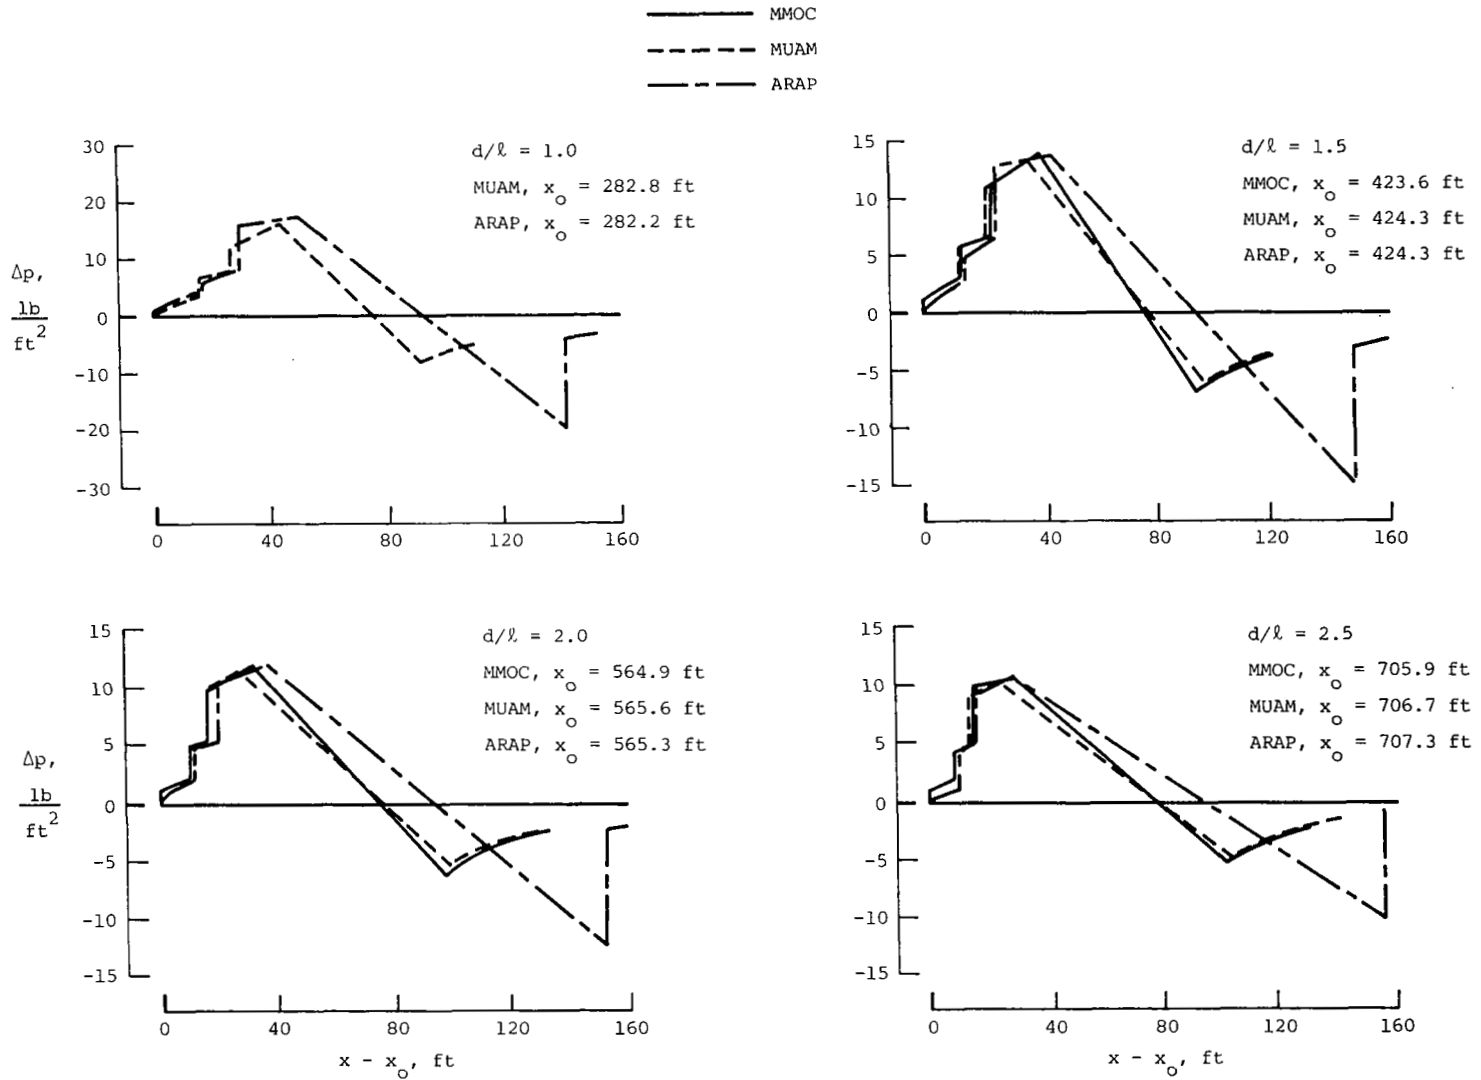 MMOC
MUAM
ARAP
d/ℓ = 1.0
MUAM, x_o = 282.8 ft
ARAP, x_o = 282.2 ft
Δp,
lb
ft²
30
20
10
0
-10
-20
-30
0 40 80 120 160
d/ℓ = 1.5
MMOC, x_o = 423.6 ft
MUAM, x_o = 424.3 ft
ARAP, x_o = 424.3 ft
15
10
5
0
-5
-10
-15
0 40 80 120 160
d/ℓ = 2.0
MMOC, x_o = 564.9 ft
MUAM, x_o = 565.6 ft
ARAP, x_o = 565.3 ft
Δp,
lb
ft²
15
10
5
0
-5
-10
-15
0 40 80 120 160
x - x_o, ft
d/ℓ = 2.5
MMOC, x_o = 705.9 ft
MUAM, x_o = 706.7 ft
ARAP, x_o = 707.3 ft
15
10
5
0
-5
-10
-15
0 40 80 120 160
x - x_o, ft